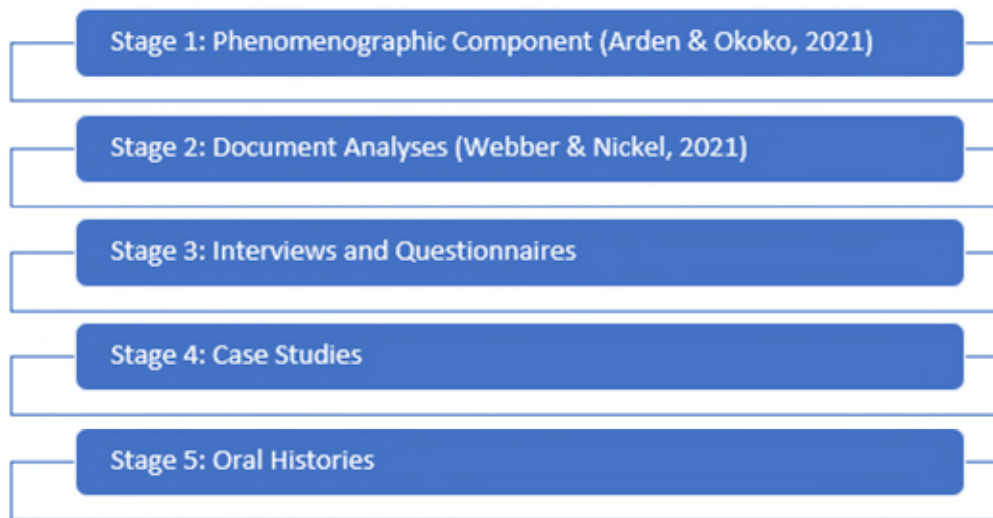 Stage 1: Phenomenographic Component (Arden & Okoko, 2021)
Stage 2: Document Analyses (Webber & Nickel, 2021)
Stage 3: Interviews and Questionnaires
Stage 4: Case Studies
Stage 5: Oral Histories